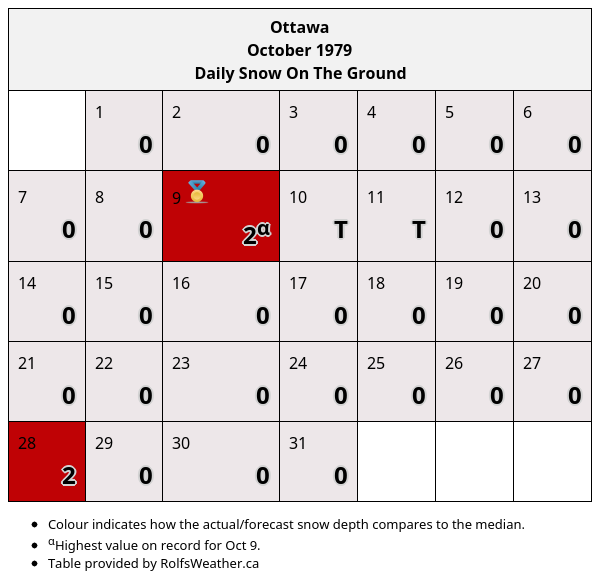 Ottawa
October 1979
Daily Snow On The Ground
1 2 3 4 5 6
0 0 0 0 0 0
7 8 9 10 11 12 13
0 0 2α T T 0 0
14 15 16 17 18 19 20
0 0 0 0 0 0 0
21 22 23 24 25 26 27
0 0 0 0 0 0 0
28 29 30 31
2 0 0 0
• Colour indicates how the actual/forecast snow depth compares to the median.
• αHighest value on record for Oct 9.
• Table provided by RolfsWeather.ca